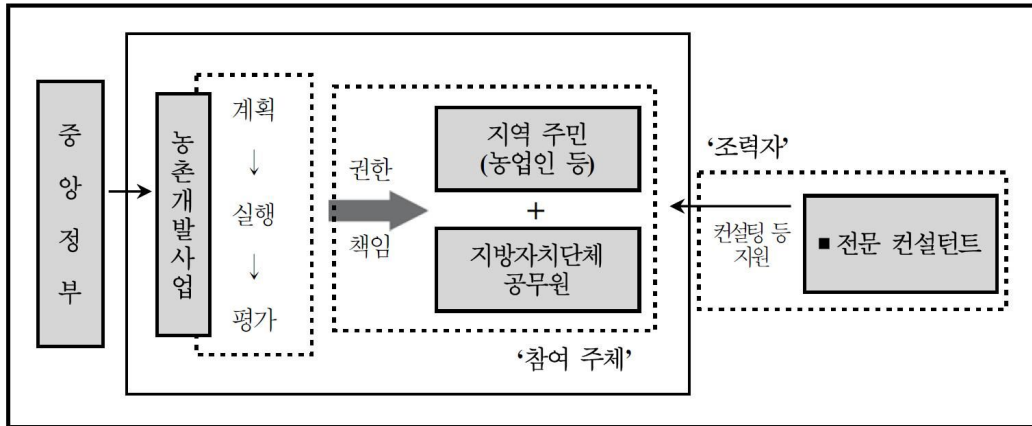 중앙정부
농촌개발사업
계획
↓
실행
↓
평가
권한
책임
지역 주민
(농업인 등)
+
지방자치단체
공무원
‘참여 주체’
‘조력자’
컨설팅 등
지원
■ 전문 컨설턴트